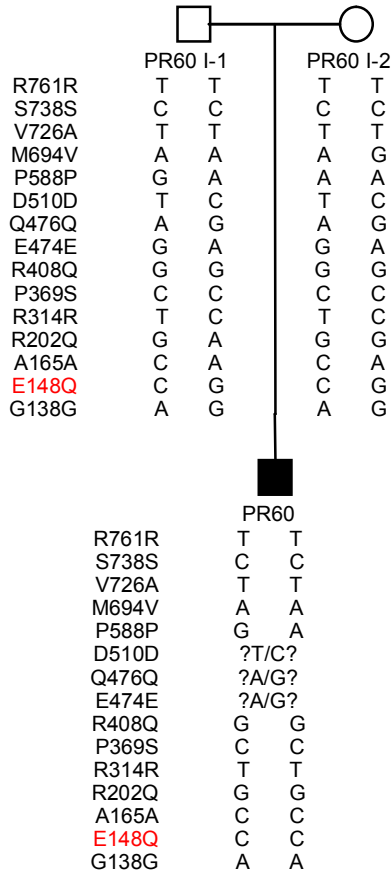 PR60 I-1 PR60 I-2
R761R T T T T
S738S C C C C
V726A T T T T
M694V A A A G
P588P G A A A
D510D T C T C
Q476Q A G A G
E474E G A G A
R408Q G G G G
P369S C C C C
R314R T C T C
R202Q G A G G
A165A C A C A
E148Q C G C G
G138G A G A G
PR60
R761R T T
S738S C C
V726A T T
M694V A A
P588P G A
D510D ?T/C?
Q476Q ?A/G?
E474E ?A/G?
R408Q G G
P369S C C
R314R T T
R202Q G G
A165A C C
E148Q C C
G138G A A